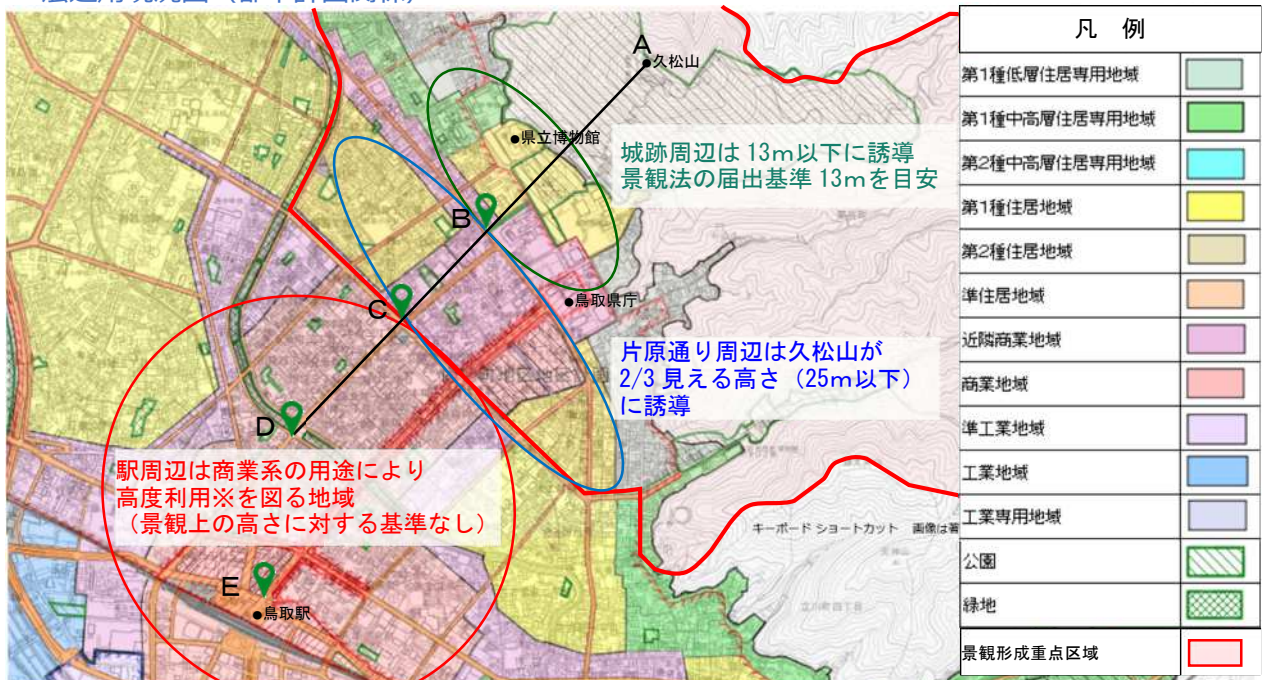 A
●久松山
●県立博物館
城跡周辺は 13m以下に誘導
景観法の届出基準 13mを目安
B
●鳥取県庁
C
片原通り周辺は久松山が
2/3 見える高さ（25m以下）
に誘導
D
駅周辺は商業系の用途により
高度利用※を図る地域
（景観上の高さに対する基準なし）
キーボード ショートカット 画像は著
E
●鳥取駅
凡 例
第1種低層住居専用地域
第1種中高層住居専用地域
第2種中高層住居専用地域
第1種住居地域
第2種住居地域
準住居地域
近隣商業地域
商業地域
準工業地域
工業地域
工業専用地域
公園
緑地
景観形成重点区域